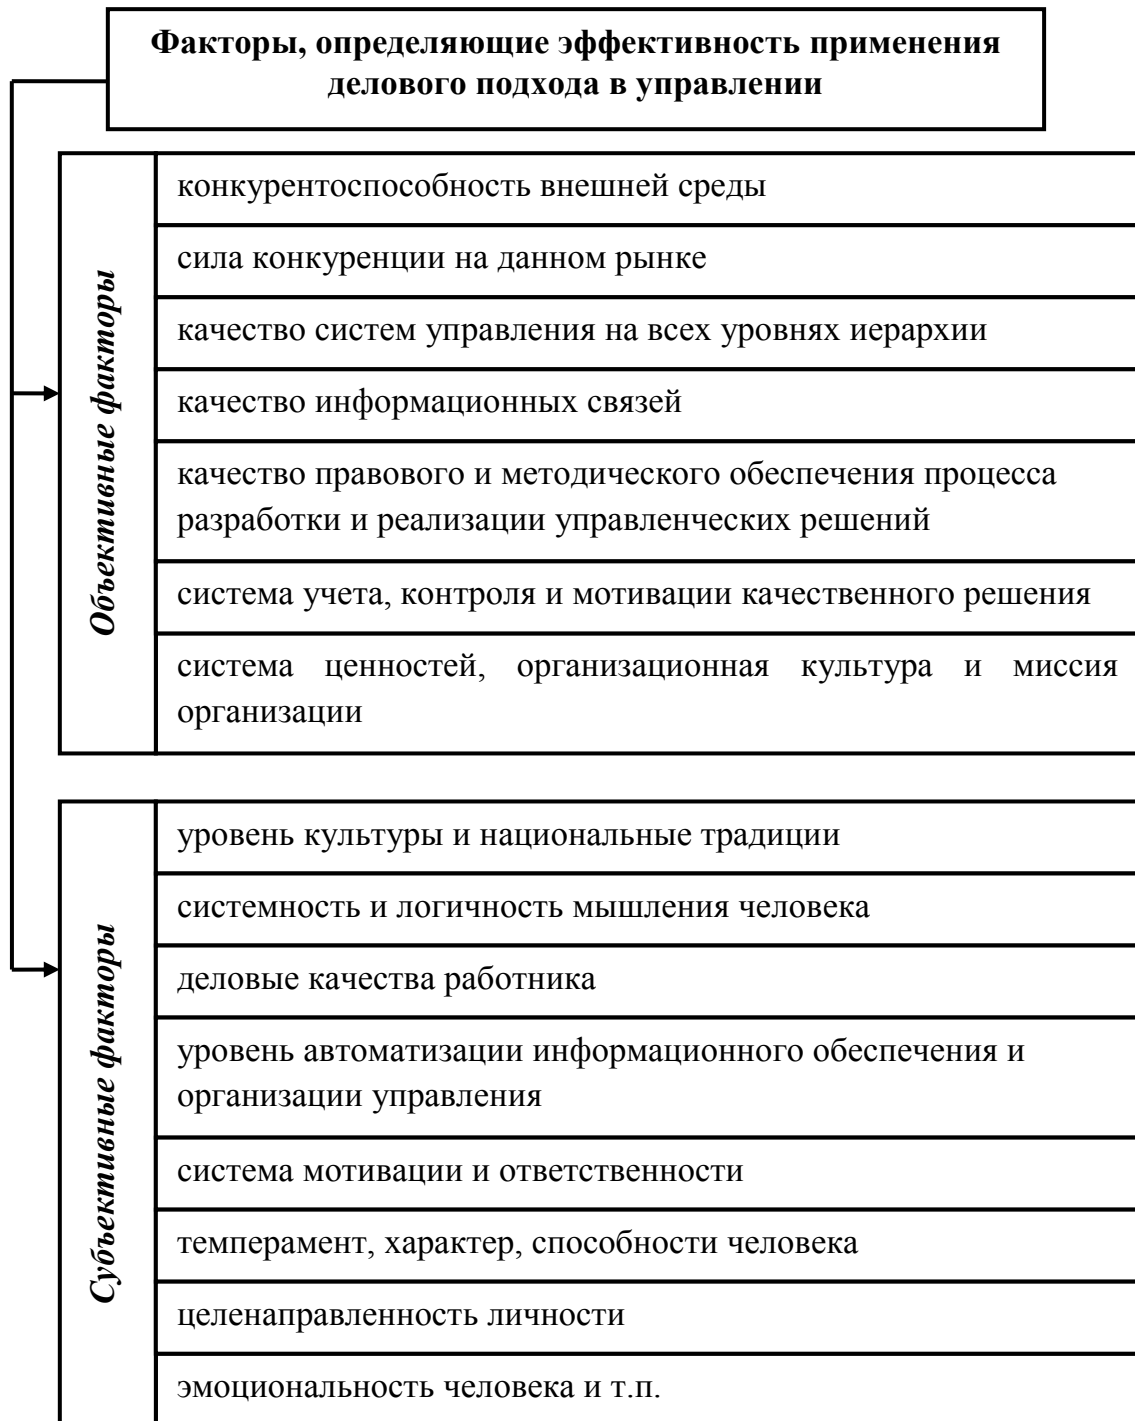 Факторы, определяющие эффективность применения
делового подхода в управлении
Объективные факторы
конкурентоспособность внешней среды
сила конкуренции на данном рынке
качество систем управления на всех уровнях иерархии
качество информационных связей
качество правового и методического обеспечения процесса
разработки и реализации управленческих решений
система учета, контроля и мотивации качественного решения
система ценностей, организационная культура и миссия
организации
Субъективные факторы
уровень культуры и национальные традиции
системность и логичность мышления человека
деловые качества работника
уровень автоматизации информационного обеспечения и
организации управления
система мотивации и ответственности
темперамент, характер, способности человека
целенаправленность личности
эмоциональность человека и т.п.